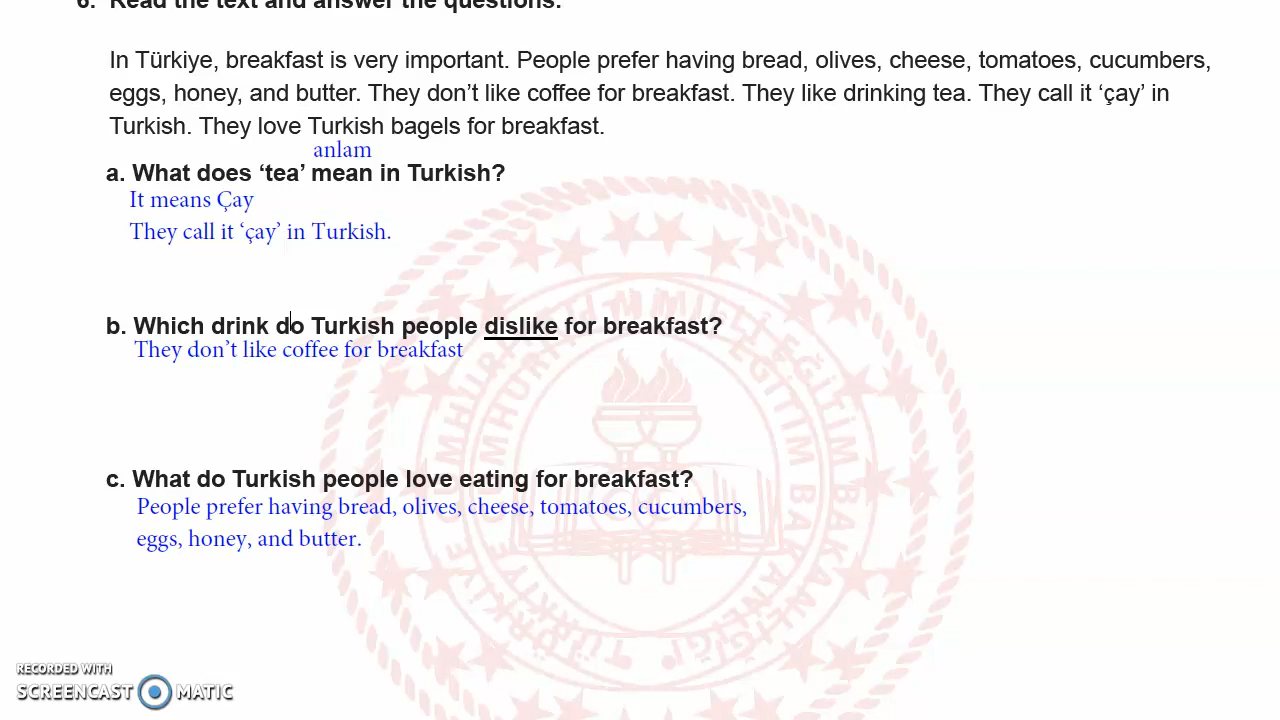 6. Read the text and answer the questions.
In Türkiye, breakfast is very important. People prefer having bread, olives, cheese, tomatoes, cucumbers,
eggs, honey, and butter. They don’t like coffee for breakfast. They like drinking tea. They call it ‘çay’ in
Turkish. They love Turkish bagels for breakfast.
anlam
a. What does ‘tea’ mean in Turkish?
It means Çay
They call it ‘çay’ in Turkish.
b. Which drink do Turkish people dislike for breakfast?
They don’t like coffee for breakfast
c. What do Turkish people love eating for breakfast?
People prefer having bread, olives, cheese, tomatoes, cucumbers,
eggs, honey, and butter.
RECORDED WITH
SCREENCAST MATIC